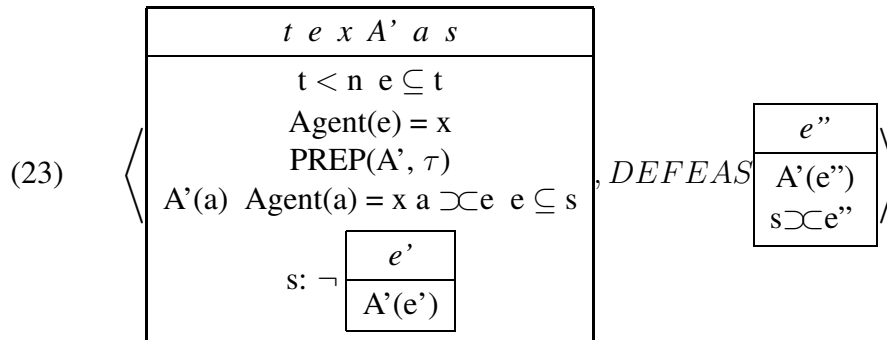 t e x A’ a s
t < n e ⊆ t
Agent(e) = x
PREP(A’, τ)
A’(a) Agent(a) = x a ⊃⊂ e e ⊆ s
s: ¬
e’
A’(e’)
(23) ⟨ , DEFEAS ⟩
e”
A’(e”)
s⊃⊂e”